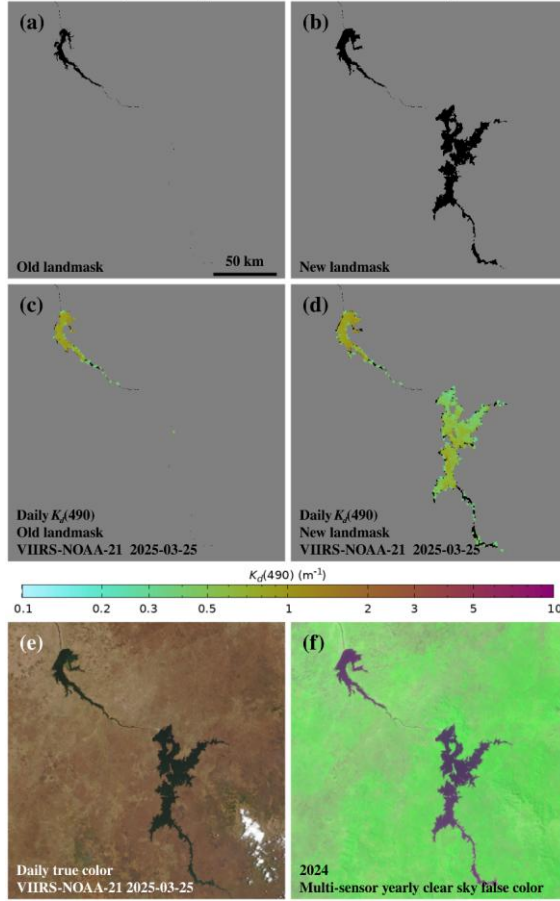 (a)
(b)
Old landmask
50 km
New landmask
(c)
(d)
Daily Kd(490)
Old landmask
VIIRS-NOAA-21 2025-03-25
Daily Kd(490)
New landmask
VIIRS-NOAA-21 2025-03-25
Kd(490) (m-1)
0.1 0.2 0.3 0.5 1 2 3 5 10
(e)
(f)
Daily true color
VIIRS-NOAA-21 2025-03-25
2024
Multi-sensor yearly clear sky false color